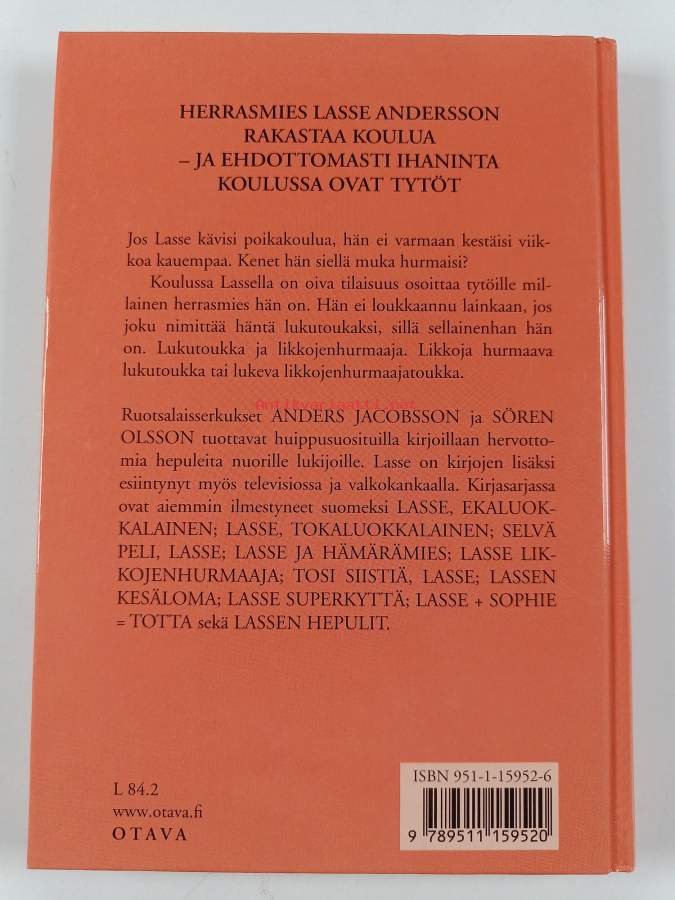 HERRASMIES LASSE ANDERSSON
RAKASTAA KOULUA
– JA EHDOTTOMASTI IHANINTA
KOULUSSA OVAT TYTÖT
Jos Lasse kävisi poikakoulua, hän ei varmaan kestäisi viik-
koa kauempaa. Kenet hän siellä muka hurmaisi?
Koulussa Lassella on oiva tilaisuus osoittaa tytöille mil-
lainen herrasmies hän on. Hän ei loukkaannu lainkaan, jos
joku nimittää häntä lukutoukaksi, sillä sellainenhan hän
on. Lukutoukka ja likkojenhurmaaja. Likkoja hurmaava
lukutoukka tai lukeva likkojenhurmaajatoukka.
Antikvariaatti.net
Ruotsalaisserkukset ANDERS JACOBSSON ja SÖREN
OLSSON tuottavat huippusuosituilla kirjoillaan hervotto-
mia hepuleita nuorille lukijoille. Lasse on kirjojen lisäksi
esiintynyt myös televisiossa ja valkokankaalla. Kirjasarjassa
ovat aiemmin ilmestyneet suomeksi LASSE, EKALUOK-
KALAINEN; LASSE, TOKALUOKKALAINEN; SELVÄ
PELI, LASSE; LASSE JA HÄMÄRÄMIES; LASSE LIK-
KOJENHURMAAJA; TOSI SIISTIÄ, LASSE; LASSEN
KESÄLOMA; LASSE SUPERKYTTÄ; LASSE + SOPHIE
= TOTTA sekä LASSEN HEPULIT.
ISBN 951-1-15952-6
L 84.2
www.otava.fi
OTAVA
9 789511 159520